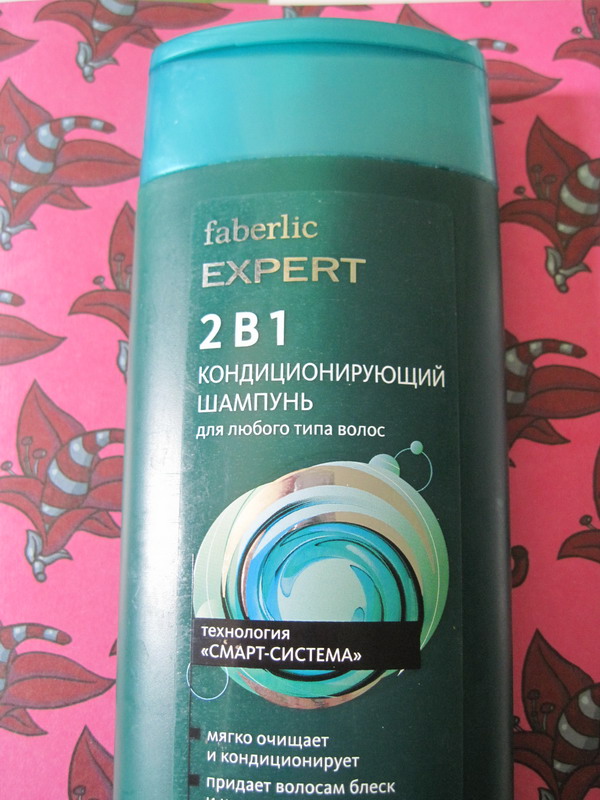 faberlic
EXPERT
2 В 1
КОНДИЦИОНИРУЮЩИЙ
ШАМПУНЬ
для любого типа волос
технология
«СМАРТ-СИСТЕМА»
мягко очищает
и кондиционирует
придает волосам блеск